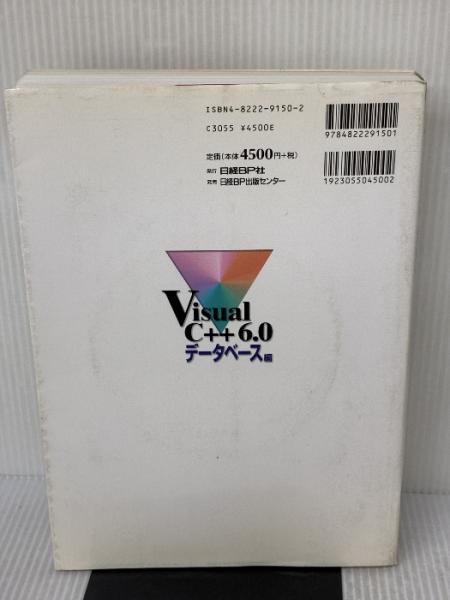 ISBN4-8222-9150-2
C3055 ¥4500E
9784822291501
定価(本体4500円+税)
発行 日経BP社
発売 日経BP出版センター
1923055045002
Visual
C++6.0
データベース編